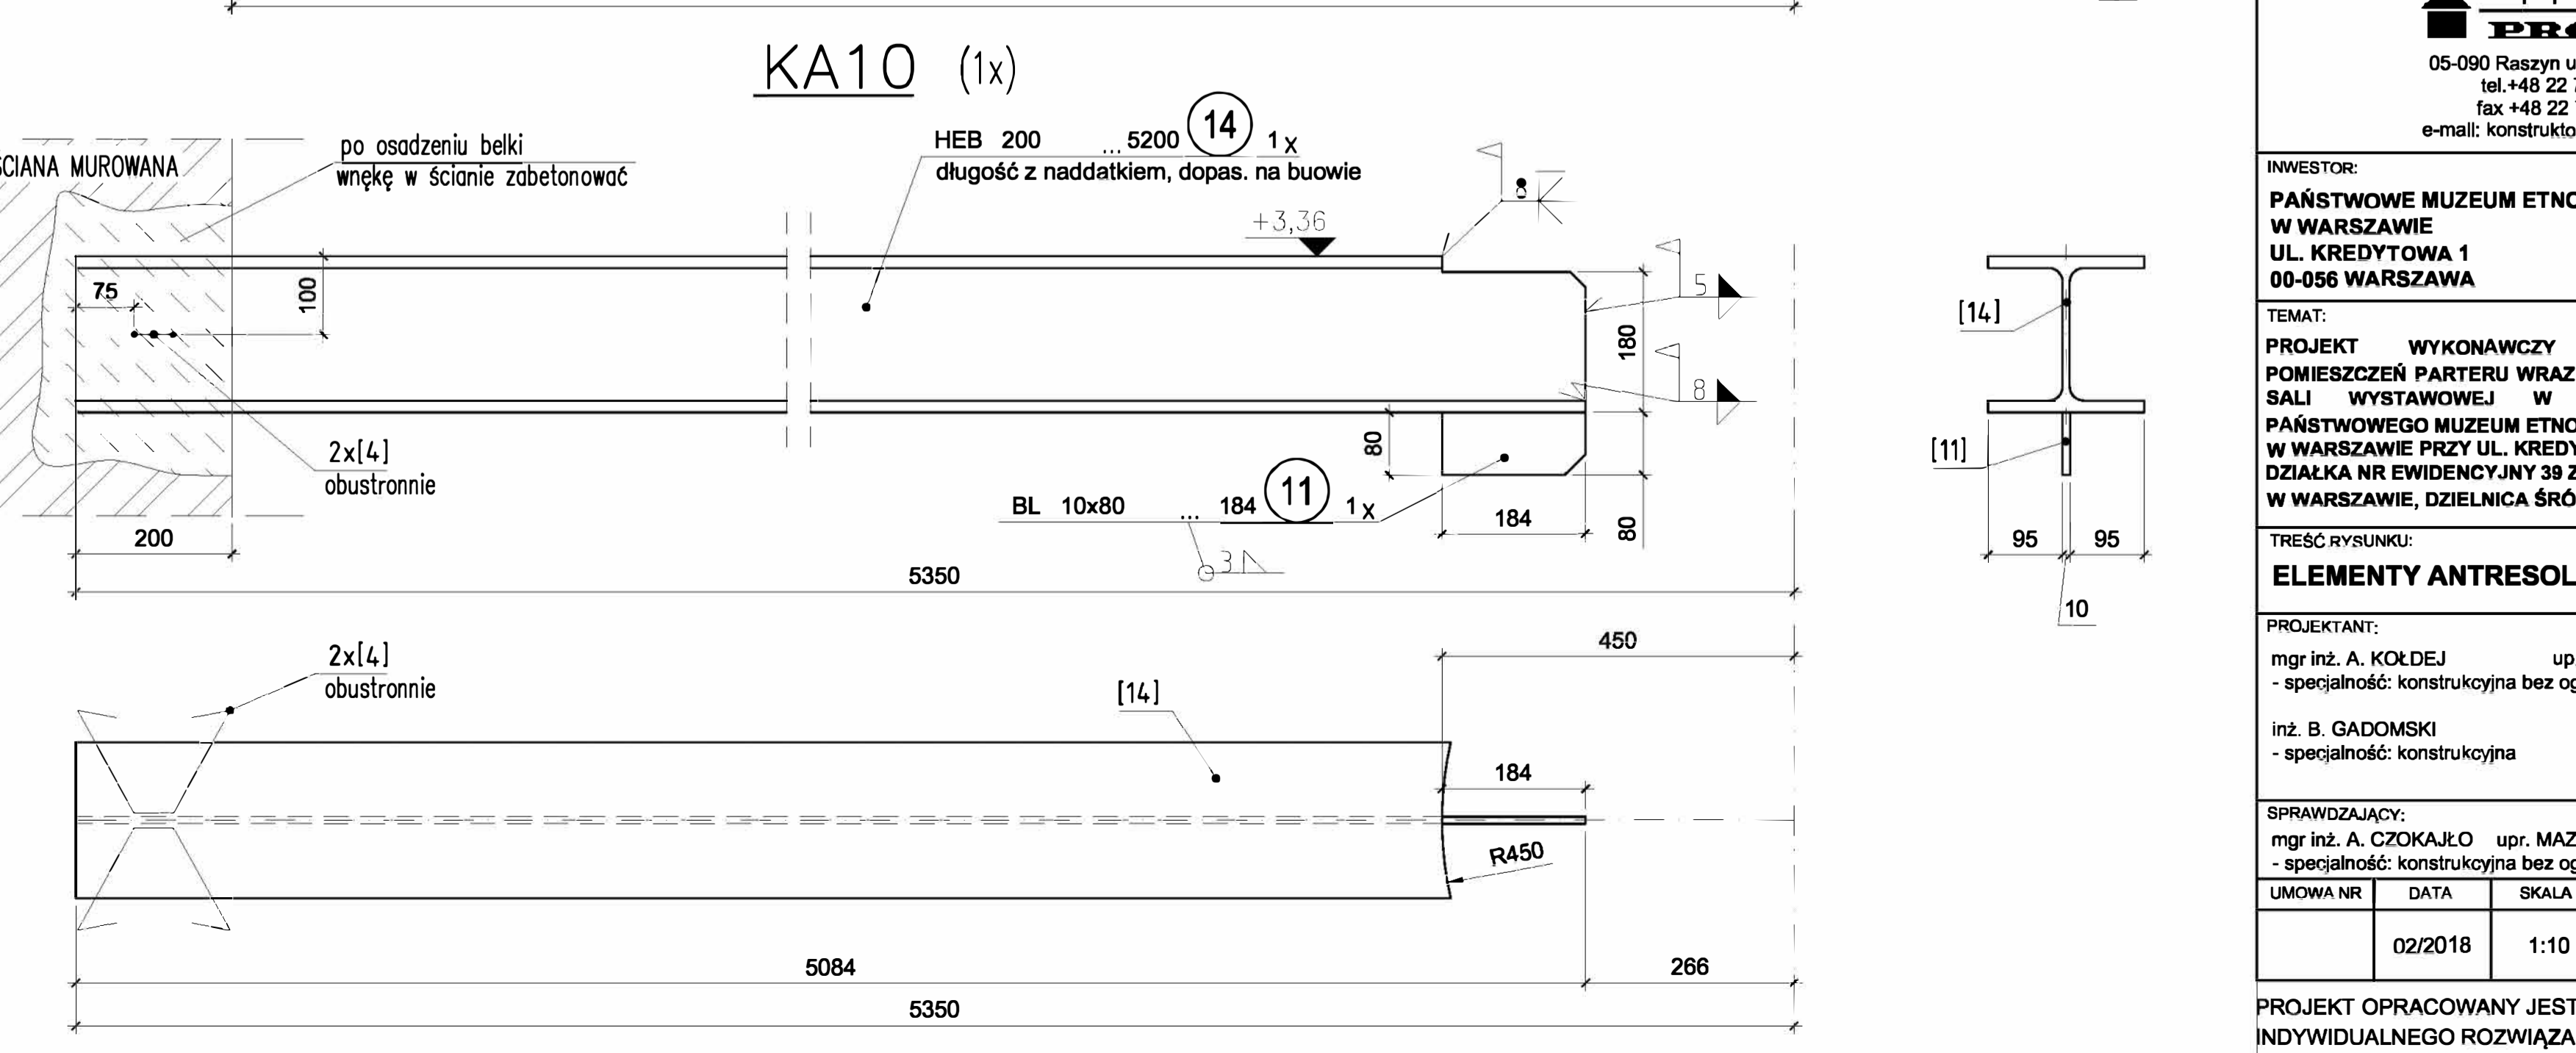 KA10 (1x)
ŚCIANA MUROWANA
po osadzeniu belki
wnękę w ścianie zabetonować
HEB 200 ... 5200 14 1x
długość z naddatkiem, dopas. na buowie
+3,36
8
75
100
5
180
8
80
2x[4]
obustronnie
BL 10x80 ... 184 11 1x
3
184
80
200
5350
[14]
[11]
95
95
10
450
2x[4]
obustronnie
[14]
184
R450
5084
266
5350
05-090 Raszyn u
tel.+48 22
fax +48 22
e-mail: konstrukto
INWESTOR:
PAŃSTWOWE MUZEUM ETNO
W WARSZAWIE
UL. KREDYTOWA 1
00-056 WARSZAWA
TEMAT:
PROJEKT WYKONAWCZY
POMIESZCZEŃ PARTERU WRAZ
SALI WYSTAWOWEJ W
PAŃSTWOWEGO MUZEUM ETNO
W WARSZAWIE PRZY UL. KREDY
DZIAŁKA NR EWIDENCYJNY 39 Z
W WARSZAWIE, DZIELNICA ŚRÓ
TREŚĆ RYSUNKU:
ELEMENTY ANTRESOL
PROJEKTANT:
mgr inż. A. KOŁDEJ up
- specjalność: konstrukcyjna bez og
inż. B. GADOMSKI
- specjalność: konstrukcyjna
SPRAWDZAJĄCY:
mgr inż. A. CZOKAJŁO upr. MAZ
- specjalność: konstrukcyjna bez og
UMOWA NR DATA SKALA
02/2018 1:10
PROJEKT OPRACOWANY JEST
INDYWIDUALNEGO ROZWIĄZA